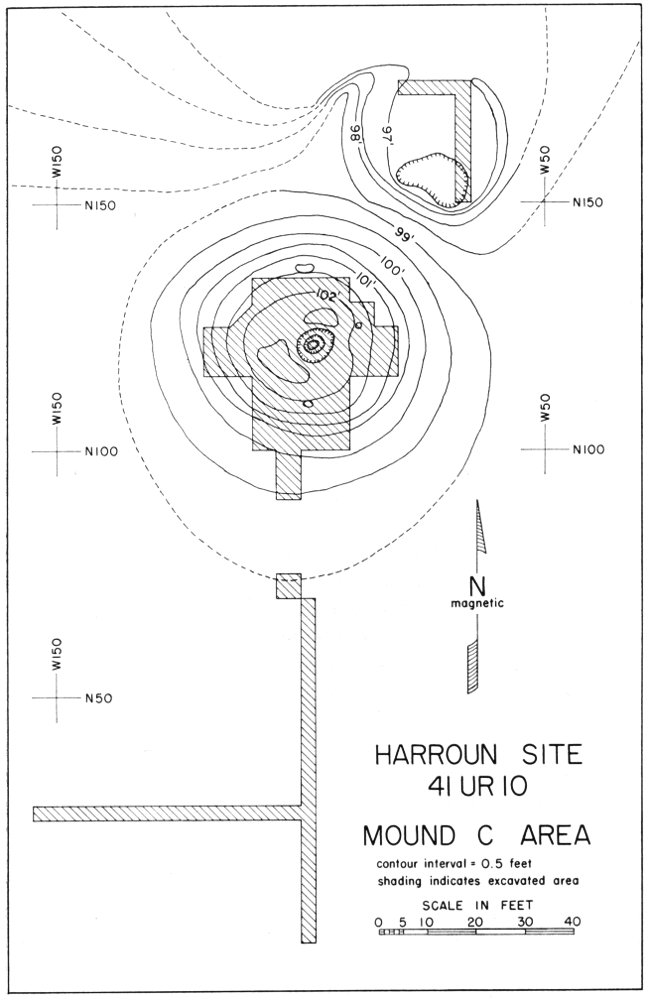 W150
N150
W50
N150
98'
97'
99'
100'
101'
102'
W150
N100
W50
N100
N
magnetic
W150
N50
HARROUN SITE
41 UR 10
MOUND C AREA
contour interval = 0.5 feet
shading indicates excavated area
SCALE IN FEET
0 5 10 20 30 40